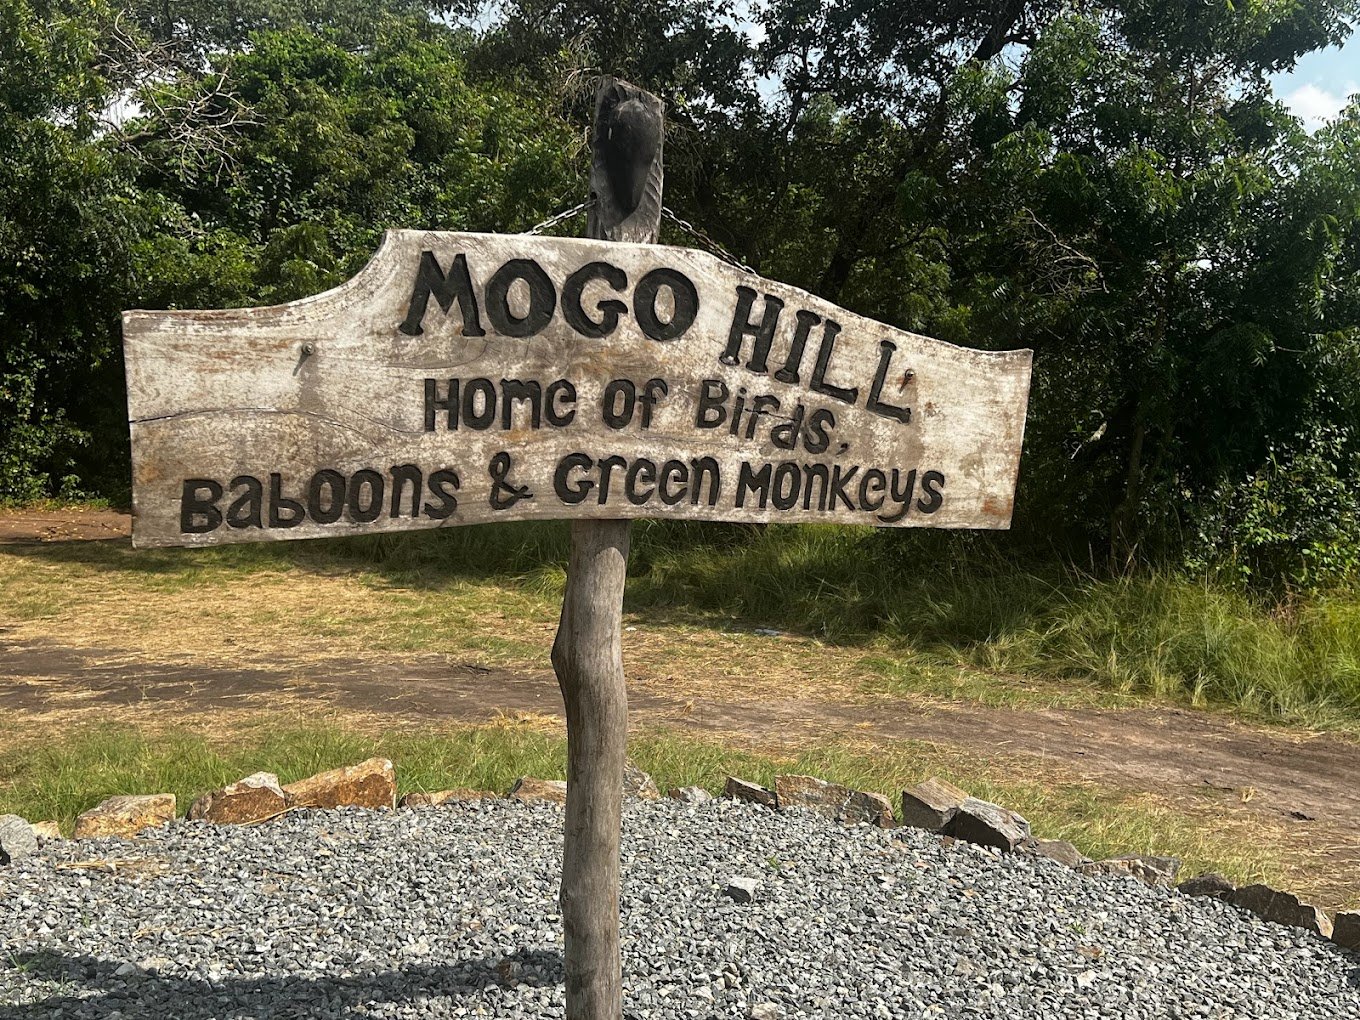 MOGO HILL
Home of Birds,
Baboons & Green Monkeys